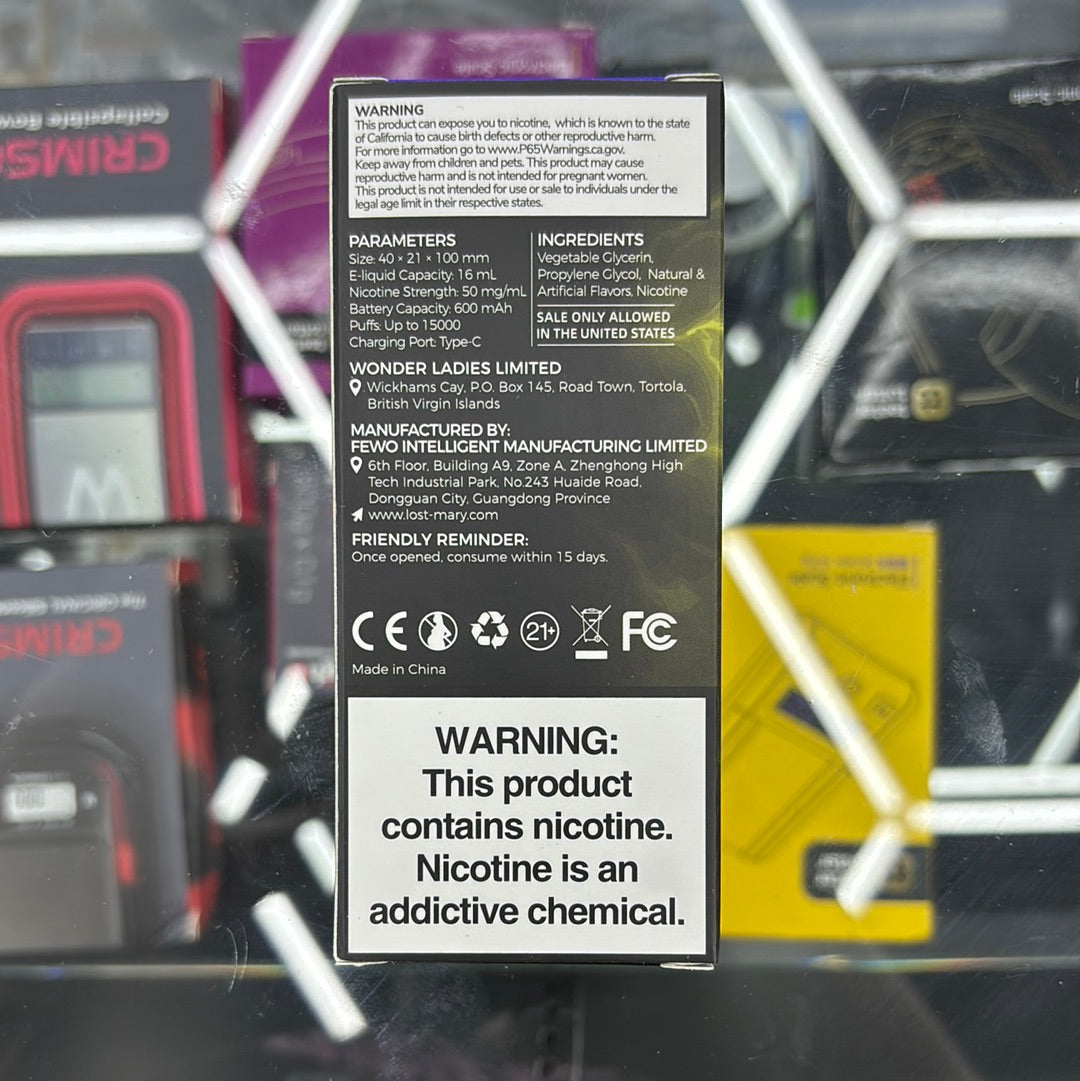 WARNING
This product can expose you to nicotine, which is known to the state
of California to cause birth defects or other reproductive harm.
For more information go to www.P65Warnings.ca.gov.
Keep away from children and pets. This product may cause
reproductive harm and is not intended for pregnant women.
This product is not intended for use or sale to individuals under the
legal age limit in their respective states.
PARAMETERS
Size: 40 × 21 × 100 mm
E-liquid Capacity: 16 mL
Nicotine Strength: 50 mg/mL
Battery Capacity: 600 mAh
Puffs: Up to 15000
Charging Port: Type-C
INGREDIENTS
Vegetable Glycerin,
Propylene Glycol, Natural &
Artificial Flavors, Nicotine
SALE ONLY ALLOWED
IN THE UNITED STATES
WONDER LADIES LIMITED
Wickhams Cay, P.O. Box 145, Road Town, Tortola,
British Virgin Islands
MANUFACTURED BY:
FEWO INTELLIGENT MANUFACTURING LIMITED
6th Floor, Building A9, Zone A, Zhenghong High
Tech Industrial Park, No.243 Huaide Road,
Dongguan City, Guangdong Province
www.lost-mary.com
FRIENDLY REMINDER:
Once opened, consume within 15 days.
CE 21+ FC
Made in China
WARNING:
This product
contains nicotine.
Nicotine is an
addictive chemical.
Collapsible
CRIMS
The ORIGINAL
CRIMS